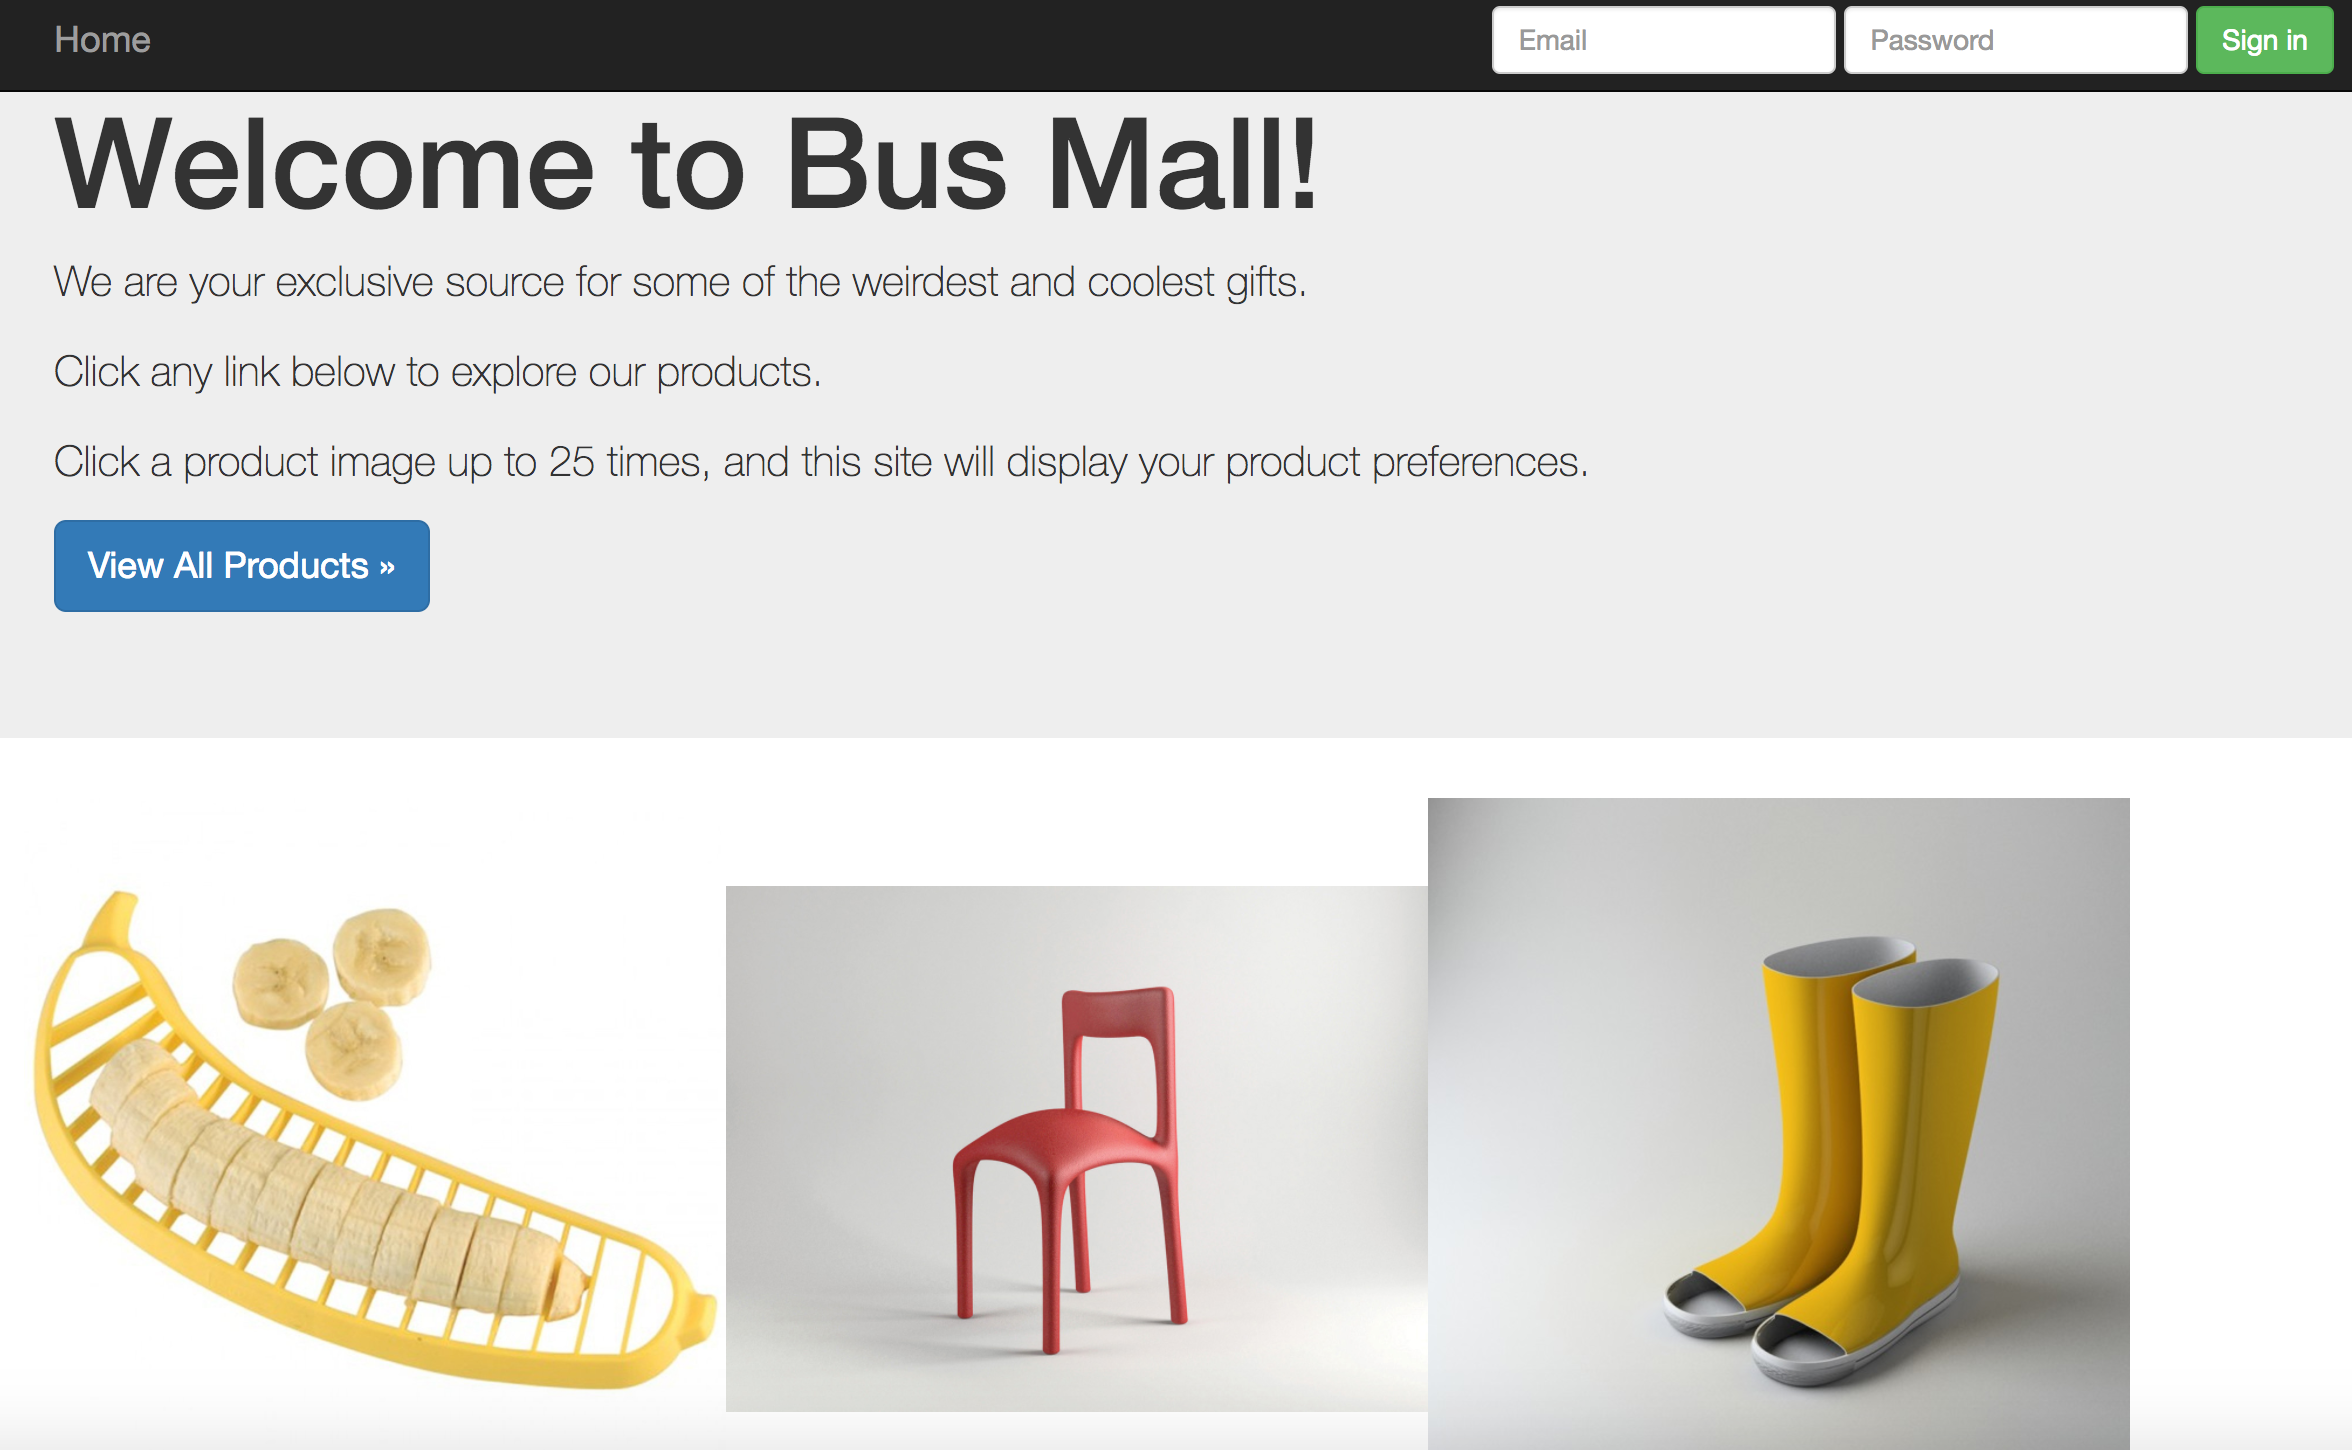 Home
Email
Password
Sign in
Welcome to Bus Mall!
We are your exclusive source for some of the weirdest and coolest gifts.
Click any link below to explore our products.
Click a product image up to 25 times, and this site will display your product preferences.
View All Products »